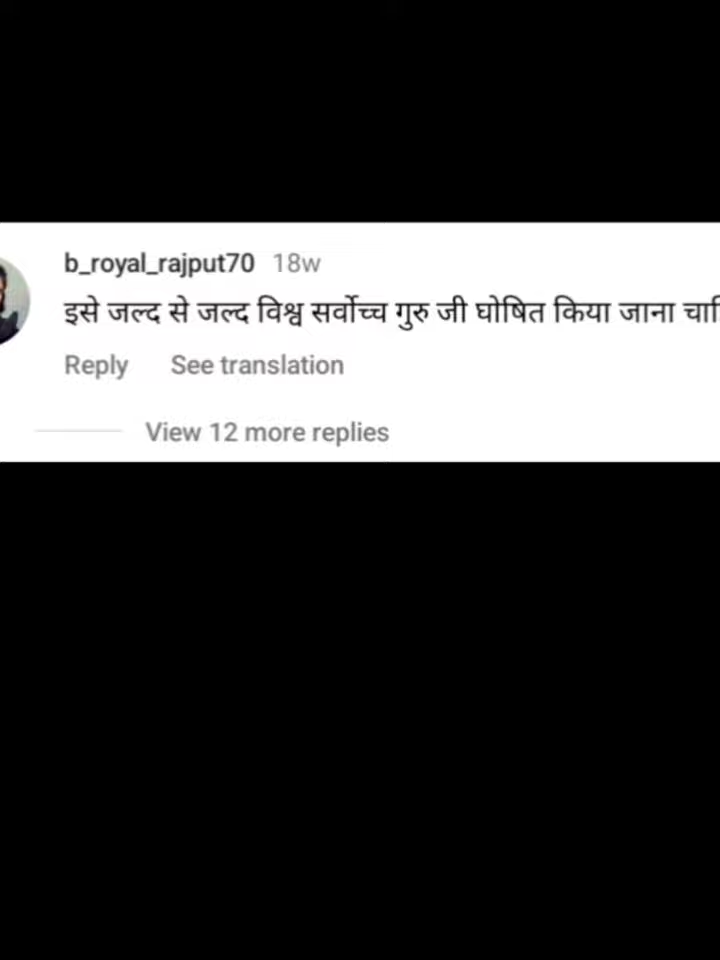 b_royal_rajput70 18w
इसे जल्द से जल्द विश्व सर्वोच्च गुरु जी घोषित किया जाना
Reply See translation
View 12 more replies